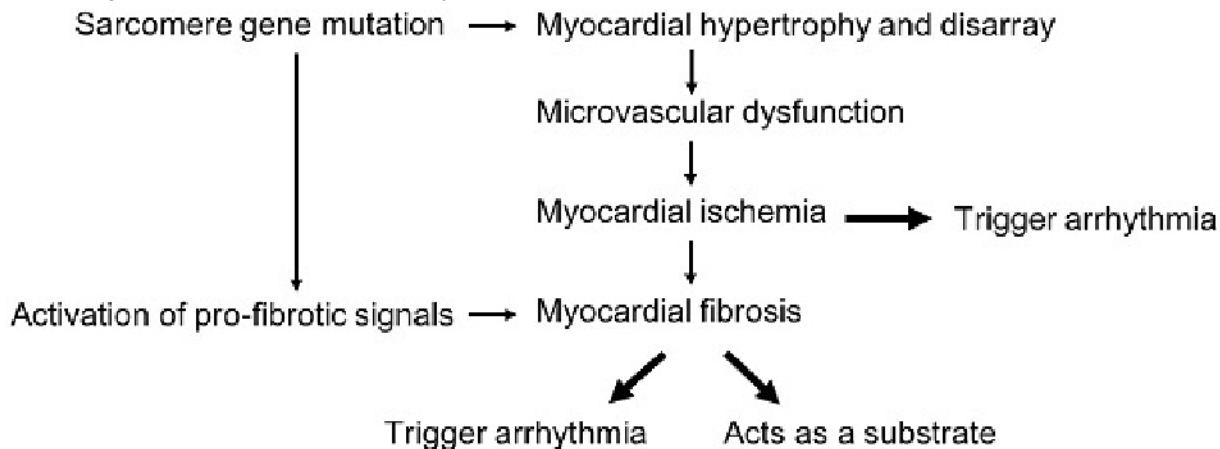 Sarcomere gene mutation
Myocardial hypertrophy and disarray
Microvascular dysfunction
Myocardial ischemia
Trigger arrhythmia
Activation of pro-fibrotic signals
Myocardial fibrosis
Trigger arrhythmia
Acts as a substrate